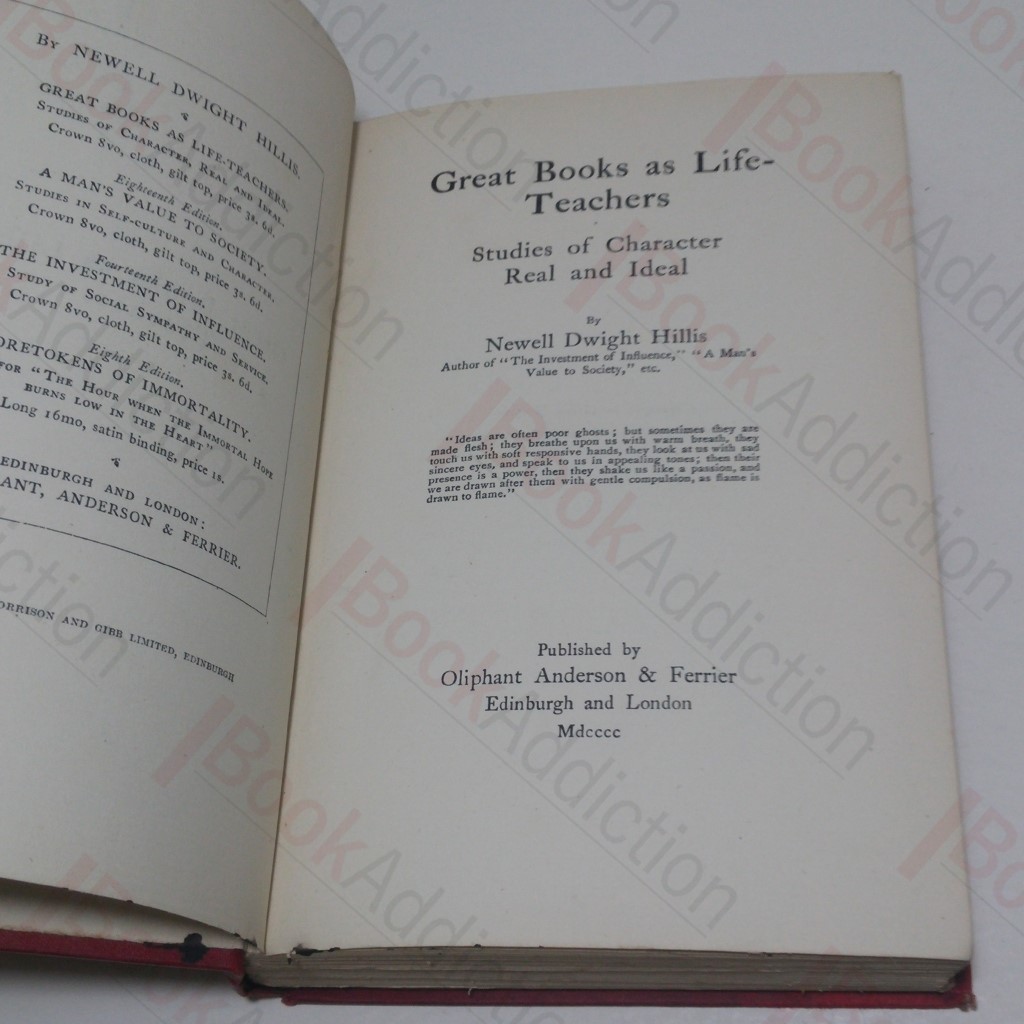 By NEWELL DWIGHT HILLIS.
GREAT BOOKS AS LIFE-TEACHERS.
Studies of Character, Real and Ideal.
Crown 8vo, cloth, gilt top, price 3s. 6d.
Eighteenth Edition.
A MAN'S VALUE TO SOCIETY.
Studies in Self-culture and Character.
Crown 8vo, cloth, gilt top, price 3s. 6d.
Fourteenth Edition.
THE INVESTMENT OF INFLUENCE.
Study of Social Sympathy and Service.
Crown 8vo, cloth, gilt top, price 3s. 6d.
Eighth Edition.
ORETOKENS OF IMMORTALITY.
for "The Hour when the Immortal Hope
burns low in the Heart."
Long 16mo, satin binding, price 1s.
EDINBURGH AND LONDON:
ANT, ANDERSON & FERRIER.
ORRISON AND GIBB LIMITED, EDINBURGH
Great Books as Life-
Teachers
Studies of Character
Real and Ideal
By
Newell Dwight Hillis
Author of "The Investment of Influence," "A Man's
Value to Society," etc.
"Ideas are often poor ghosts; but sometimes they are
made flesh; they breathe upon us with warm breath, they
touch us with soft responsive hands, they look at us with sad
sincere eyes, and speak to us in appealing tones; then their
presence is a power, then they shake us like a passion, and
we are drawn after them with gentle compulsion, as flame is
drawn to flame."
Published by
Oliphant Anderson & Ferrier
Edinburgh and London
Mdcccc
BookAddiction